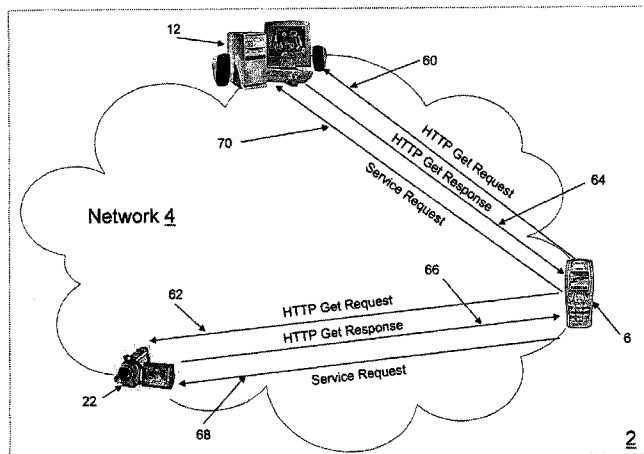 12
60
70
HTTP Get Request
HTTP Get Response
Service Request
64
Network 4
62
HTTP Get Request
66
HTTP Get Response
6
Service Request
22
68
2